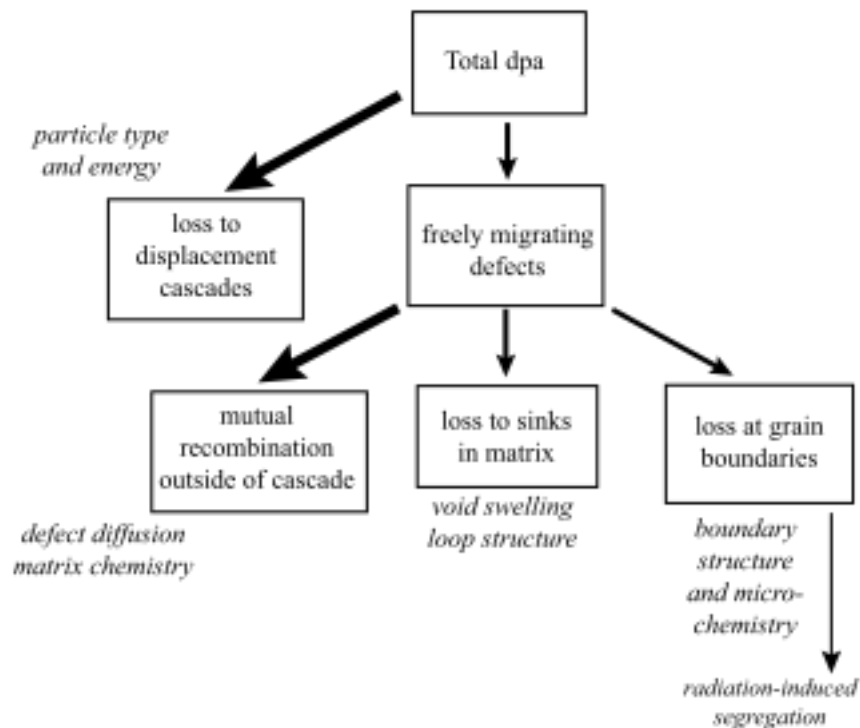 Total dpa
particle type
and energy
loss to
displacement
cascades
freely migrating
defects
mutual
recombination
outside of cascade
loss to sinks
in matrix
loss at grain
boundaries
defect diffusion
matrix chemistry
void swelling
loop structure
boundary
structure
and micro-
chemistry
radiation-induced
segregation